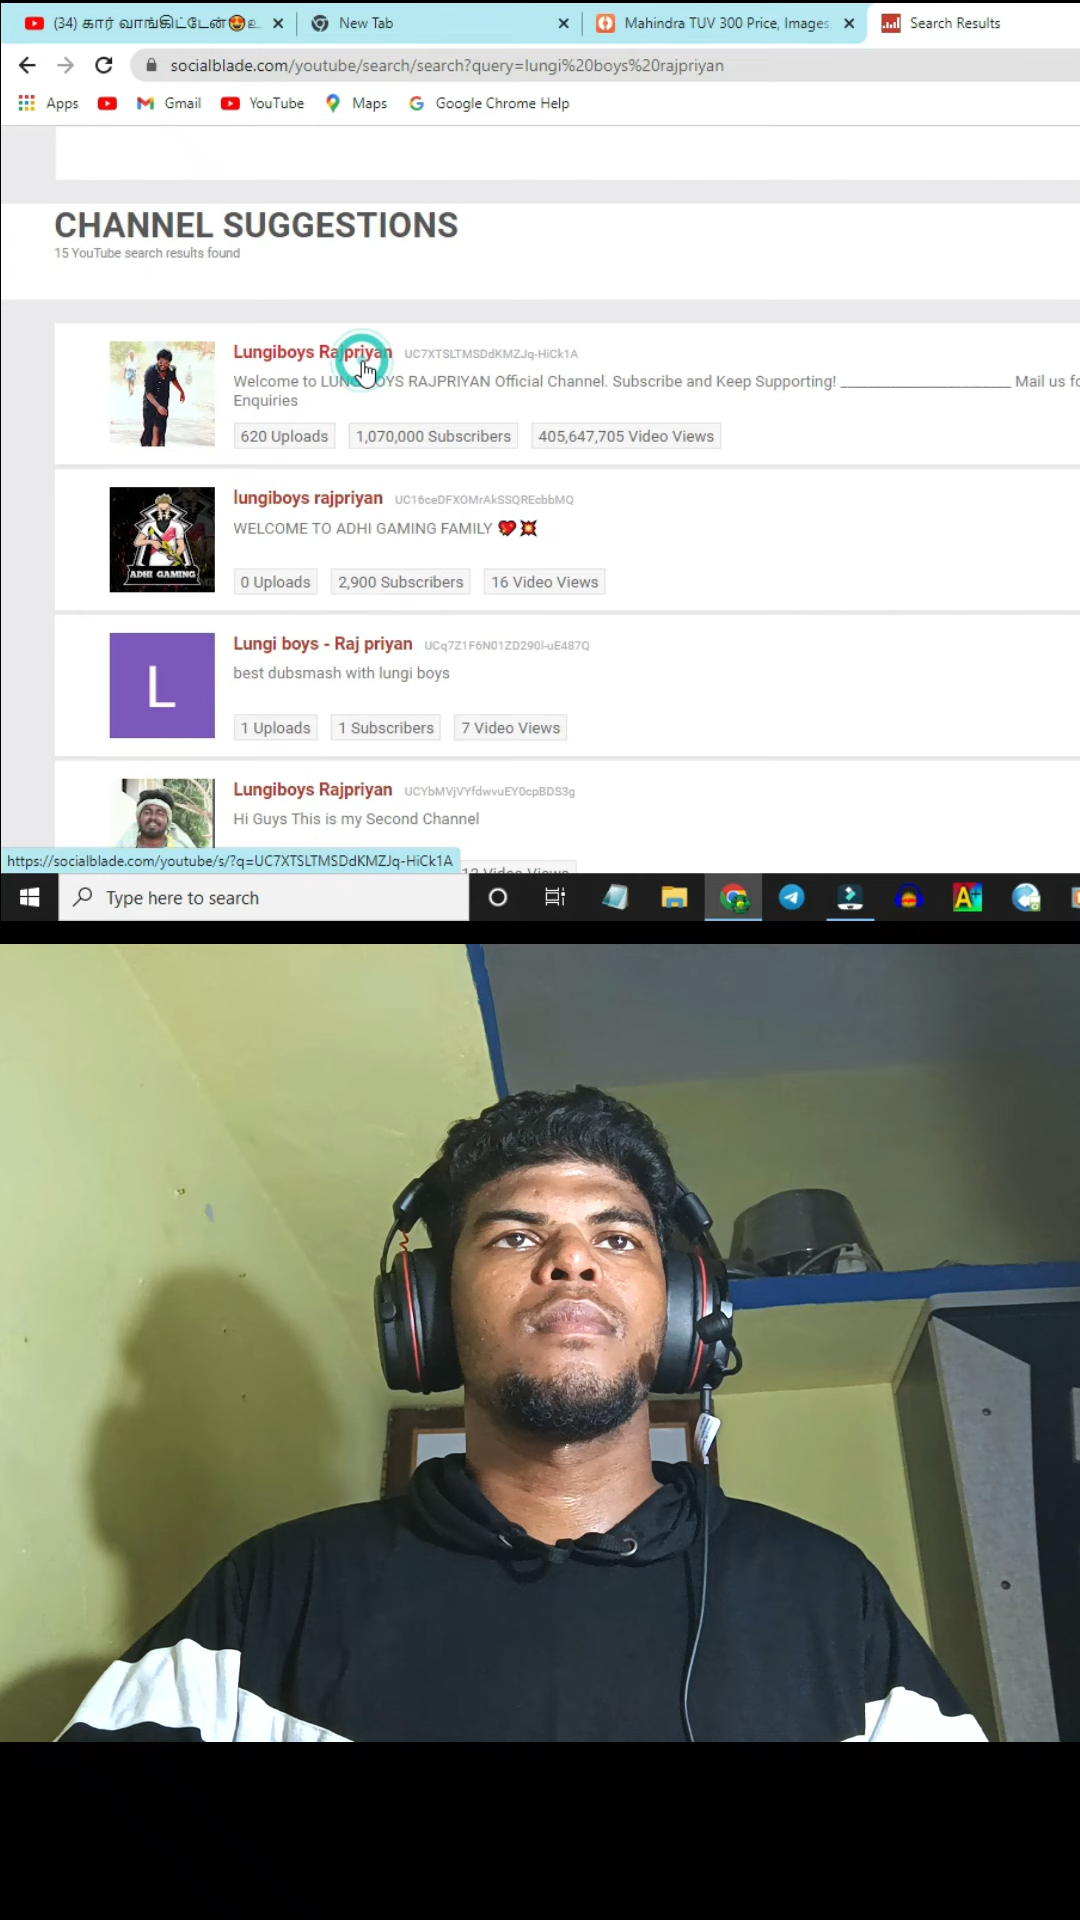 (34) கார் வாங்கிட்டேன்😍உ
New Tab
Mahindra TUV 300 Price, Images,
Search Results
socialblade.com/youtube/search/search?query=lungi%20boys%20rajpriyan
Apps
Gmail
YouTube
Maps
Google Chrome Help
CHANNEL SUGGESTIONS
15 YouTube search results found
Lungiboys Rajpriyan UC7XTSLTMSDdKMZJq-HiCk1A
Welcome to LUNGIBOYS RAJPRIYAN Official Channel. Subscribe and Keep Supporting! ______________________ Mail us fo
Enquiries
620 Uploads 1,070,000 Subscribers 405,647,705 Video Views
lungiboys rajpriyan UC16ceDFXOMrAkSSQREcbbMQ
WELCOME TO ADHI GAMING FAMILY 💖💥
ADHI GAMING
0 Uploads 2,900 Subscribers 16 Video Views
Lungi boys - Raj priyan UCq7Z1F6N01ZD290l-uE487Q
L
best dubsmash with lungi boys
1 Uploads 1 Subscribers 7 Video Views
Lungiboys Rajpriyan UCYbMVjVYfdwvuEY0cpBDS3g
Hi Guys This is my Second Channel
https://socialblade.com/youtube/s/?q=UC7XTSLTMSDdKMZJq-HiCk1A
Type here to search